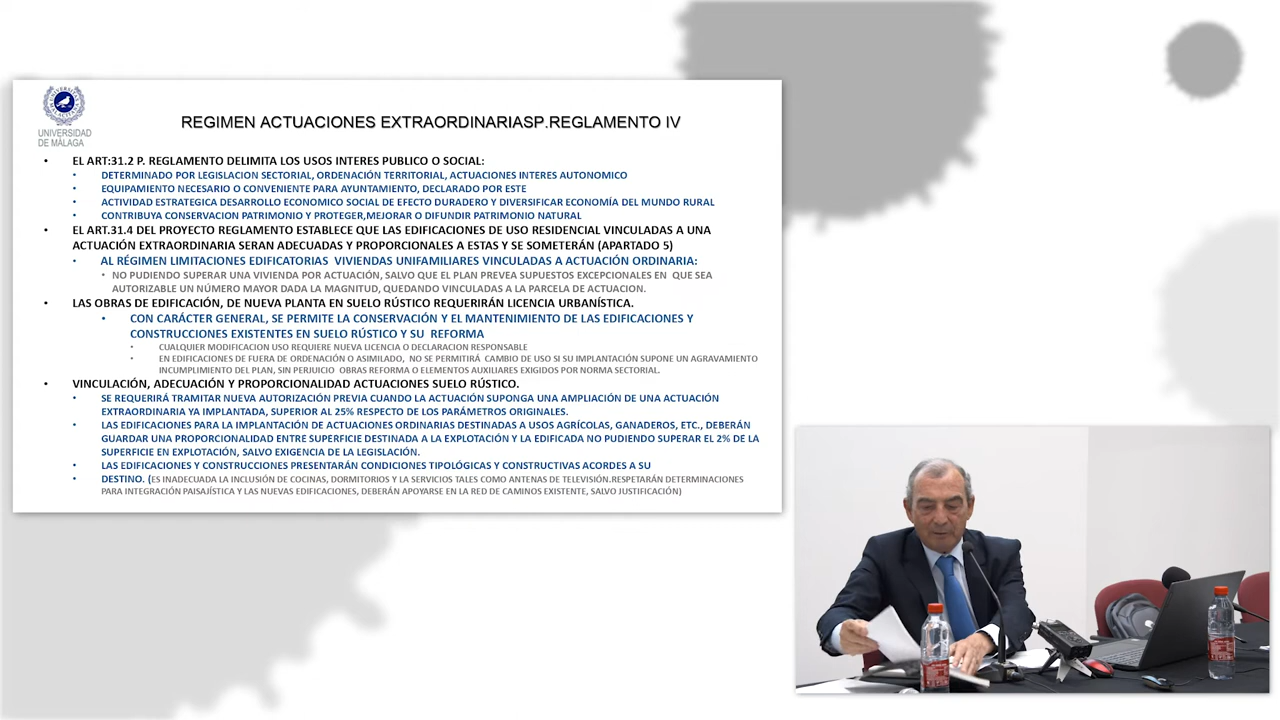 UNIVERSIDAD
DE MÁLAGA
REGIMEN ACTUACIONES EXTRAORDINARIASP.REGLAMENTO IV
• EL ART:31.2 P. REGLAMENTO DELIMITA LOS USOS INTERES PUBLICO O SOCIAL:
• DETERMINADO POR LEGISLACION SECTORIAL, ORDENACIÓN TERRITORIAL, ACTUACIONES INTERES AUTONOMICO
• EQUIPAMIENTO NECESARIO O CONVENIENTE PARA AYUNTAMIENTO, DECLARADO POR ESTE
• ACTIVIDAD ESTRATEGICA DESARROLLO ECONOMICO SOCIAL DE EFECTO DURADERO Y DIVERSIFICAR ECONOMÍA DEL MUNDO RURAL
• CONTRIBUYA CONSERVACION PATRIMONIO Y PROTEGER,MEJORAR O DIFUNDIR PATRIMONIO NATURAL
• EL ART.31.4 DEL PROYECTO REGLAMENTO ESTABLECE QUE LAS EDIFICACIONES DE USO RESIDENCIAL VINCULADAS A UNA
ACTUACIÓN EXTRAORDINARIA SERAN ADECUADAS Y PROPORCIONALES A ESTAS Y SE SOMETERÁN (APARTADO 5)
• AL RÉGIMEN LIMITACIONES EDIFICATORIAS VIVIENDAS UNIFAMILIARES VINCULADAS A ACTUACIÓN ORDINARIA:
• NO PUDIENDO SUPERAR UNA VIVIENDA POR ACTUACIÓN, SALVO QUE EL PLAN PREVEA SUPUESTOS EXCEPCIONALES EN QUE SEA
AUTORIZABLE UN NÚMERO MAYOR DADA LA MAGNITUD, QUEDANDO VINCULADAS A LA PARCELA DE ACTUACION.
• LAS OBRAS DE EDIFICACIÓN, DE NUEVA PLANTA EN SUELO RÚSTICO REQUERIRÁN LICENCIA URBANÍSTICA.
• CON CARÁCTER GENERAL, SE PERMITE LA CONSERVACIÓN Y EL MANTENIMIENTO DE LAS EDIFICACIONES Y
CONSTRUCCIONES EXISTENTES EN SUELO RÚSTICO Y SU REFORMA
• CUALQUIER MODIFICACION USO REQUIERE NUEVA LICENCIA O DECLARACION RESPONSABLE
• EN EDIFICACIONES DE FUERA DE ORDENACIÓN O ASIMILADO, NO SE PERMITIRÁ CAMBIO DE USO SI SU IMPLANTACIÓN SUPONE UN AGRAVAMIENTO
INCUMPLIMIENTO DEL PLAN, SIN PERJUICIO OBRAS REFORMA O ELEMENTOS AUXILIARES EXIGIDOS POR NORMA SECTORIAL.
• VINCULACIÓN, ADECUACIÓN Y PROPORCIONALIDAD ACTUACIONES SUELO RÚSTICO.
• SE REQUERIRÁ TRAMITAR NUEVA AUTORIZACIÓN PREVIA CUANDO LA ACTUACIÓN SUPONGA UNA AMPLIACIÓN DE UNA ACTUACIÓN
EXTRAORDINARIA YA IMPLANTADA, SUPERIOR AL 25% RESPECTO DE LOS PARÁMETROS ORIGINALES.
• LAS EDIFICACIONES PARA LA IMPLANTACIÓN DE ACTUACIONES ORDINARIAS DESTINADAS A USOS AGRÍCOLAS, GANADEROS, ETC., DEBERÁN
GUARDAR UNA PROPORCIONALIDAD ENTRE SUPERFICIE DESTINADA A LA EXPLOTACIÓN Y LA EDIFICADA NO PUDIENDO SUPERAR EL 2% DE LA
SUPERFICIE EN EXPLOTACIÓN, SALVO EXIGENCIA DE LA LEGISLACIÓN.
• LAS EDIFICACIONES Y CONSTRUCCIONES PRESENTARÁN CONDICIONES TIPOLÓGICAS Y CONSTRUCTIVAS ACORDES A SU
• DESTINO. (ES INADECUADA LA INCLUSIÓN DE COCINAS, DORMITORIOS Y LA SERVICIOS TALES COMO ANTENAS DE TELEVISIÓN.RESPETARÁN DETERMINACIONES
PARA INTEGRACIÓN PAISAJÍSTICA Y LAS NUEVAS EDIFICACIONES, DEBERÁN APOYARSE EN LA RED DE CAMINOS EXISTENTE, SALVO JUSTIFICACIÓN)